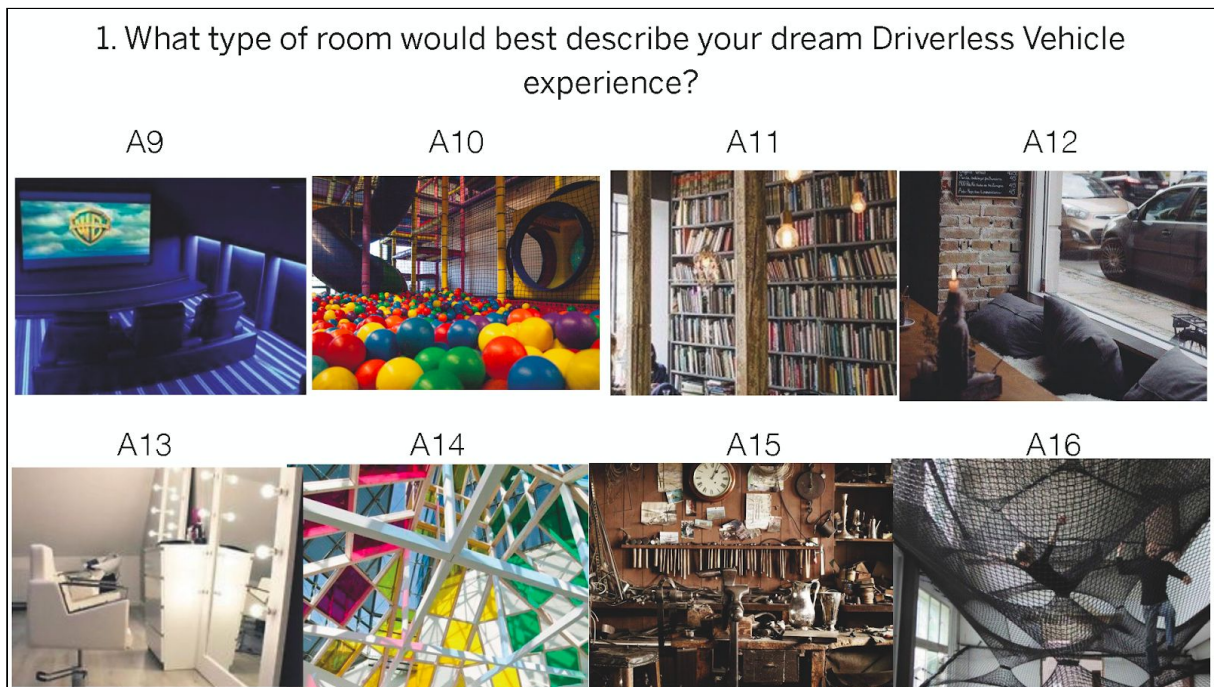 1. What type of room would best describe your dream Driverless Vehicle
experience?
A9
A10
A11
A12
WB
A13
A14
A15
A16